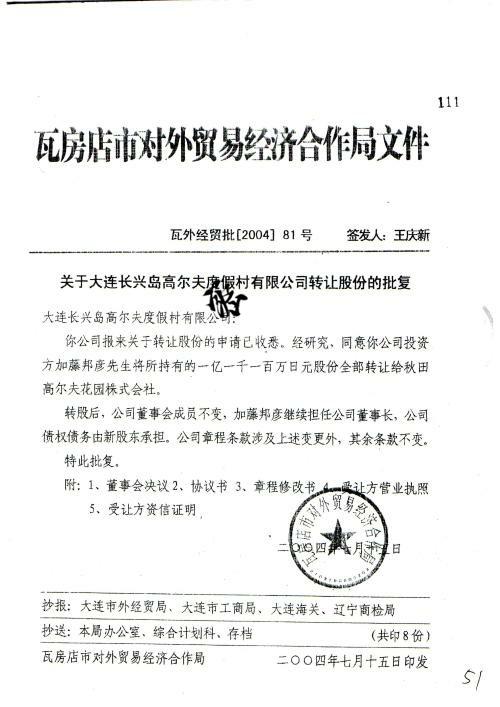 111
瓦房店市对外贸易经济合作局文件
瓦外经贸批[2004] 81号 签发人：王庆新
关于大连长兴岛高尔夫度假村有限公司转让股份的批复
大连长兴岛高尔夫度假村有限公司：
你公司报来关于转让股份的申请已收悉。经研究，同意你公司投资
方加藤邦彦先生将所持有的一亿一千一百万日元股份全部转让给秋田
高尔夫花园株式会社。
转股后，公司董事会成员不变，加藤邦彦继续担任公司董事长，公司
债权债务由新股东承担。公司章程条款涉及上述变更外，其余条款不变。
特此批复。
附：1、董事会决议2、协议书 3、章程修改书 4、受让方营业执照
5、受让方资信证明
瓦房店市对外贸易经济合作局
二〇〇四年七月十五日
抄报：大连市外经贸局、大连市工商局、大连海关、辽宁商检局
抄送：本局办公室、综合计划科、存档 （共印8份）
瓦房店市对外贸易经济合作局 二〇〇四年七月十五日印发
51